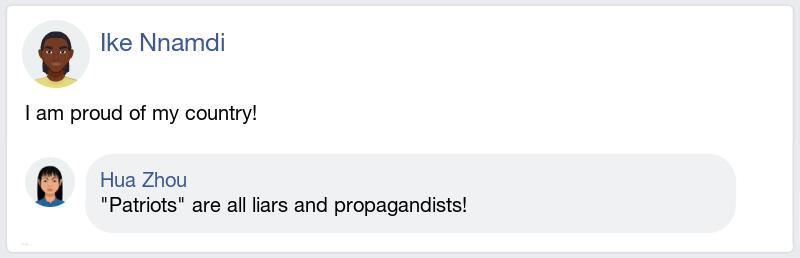 Ike Nnamdi
I am proud of my country!
Hua Zhou
"Patriots" are all liars and propagandists!